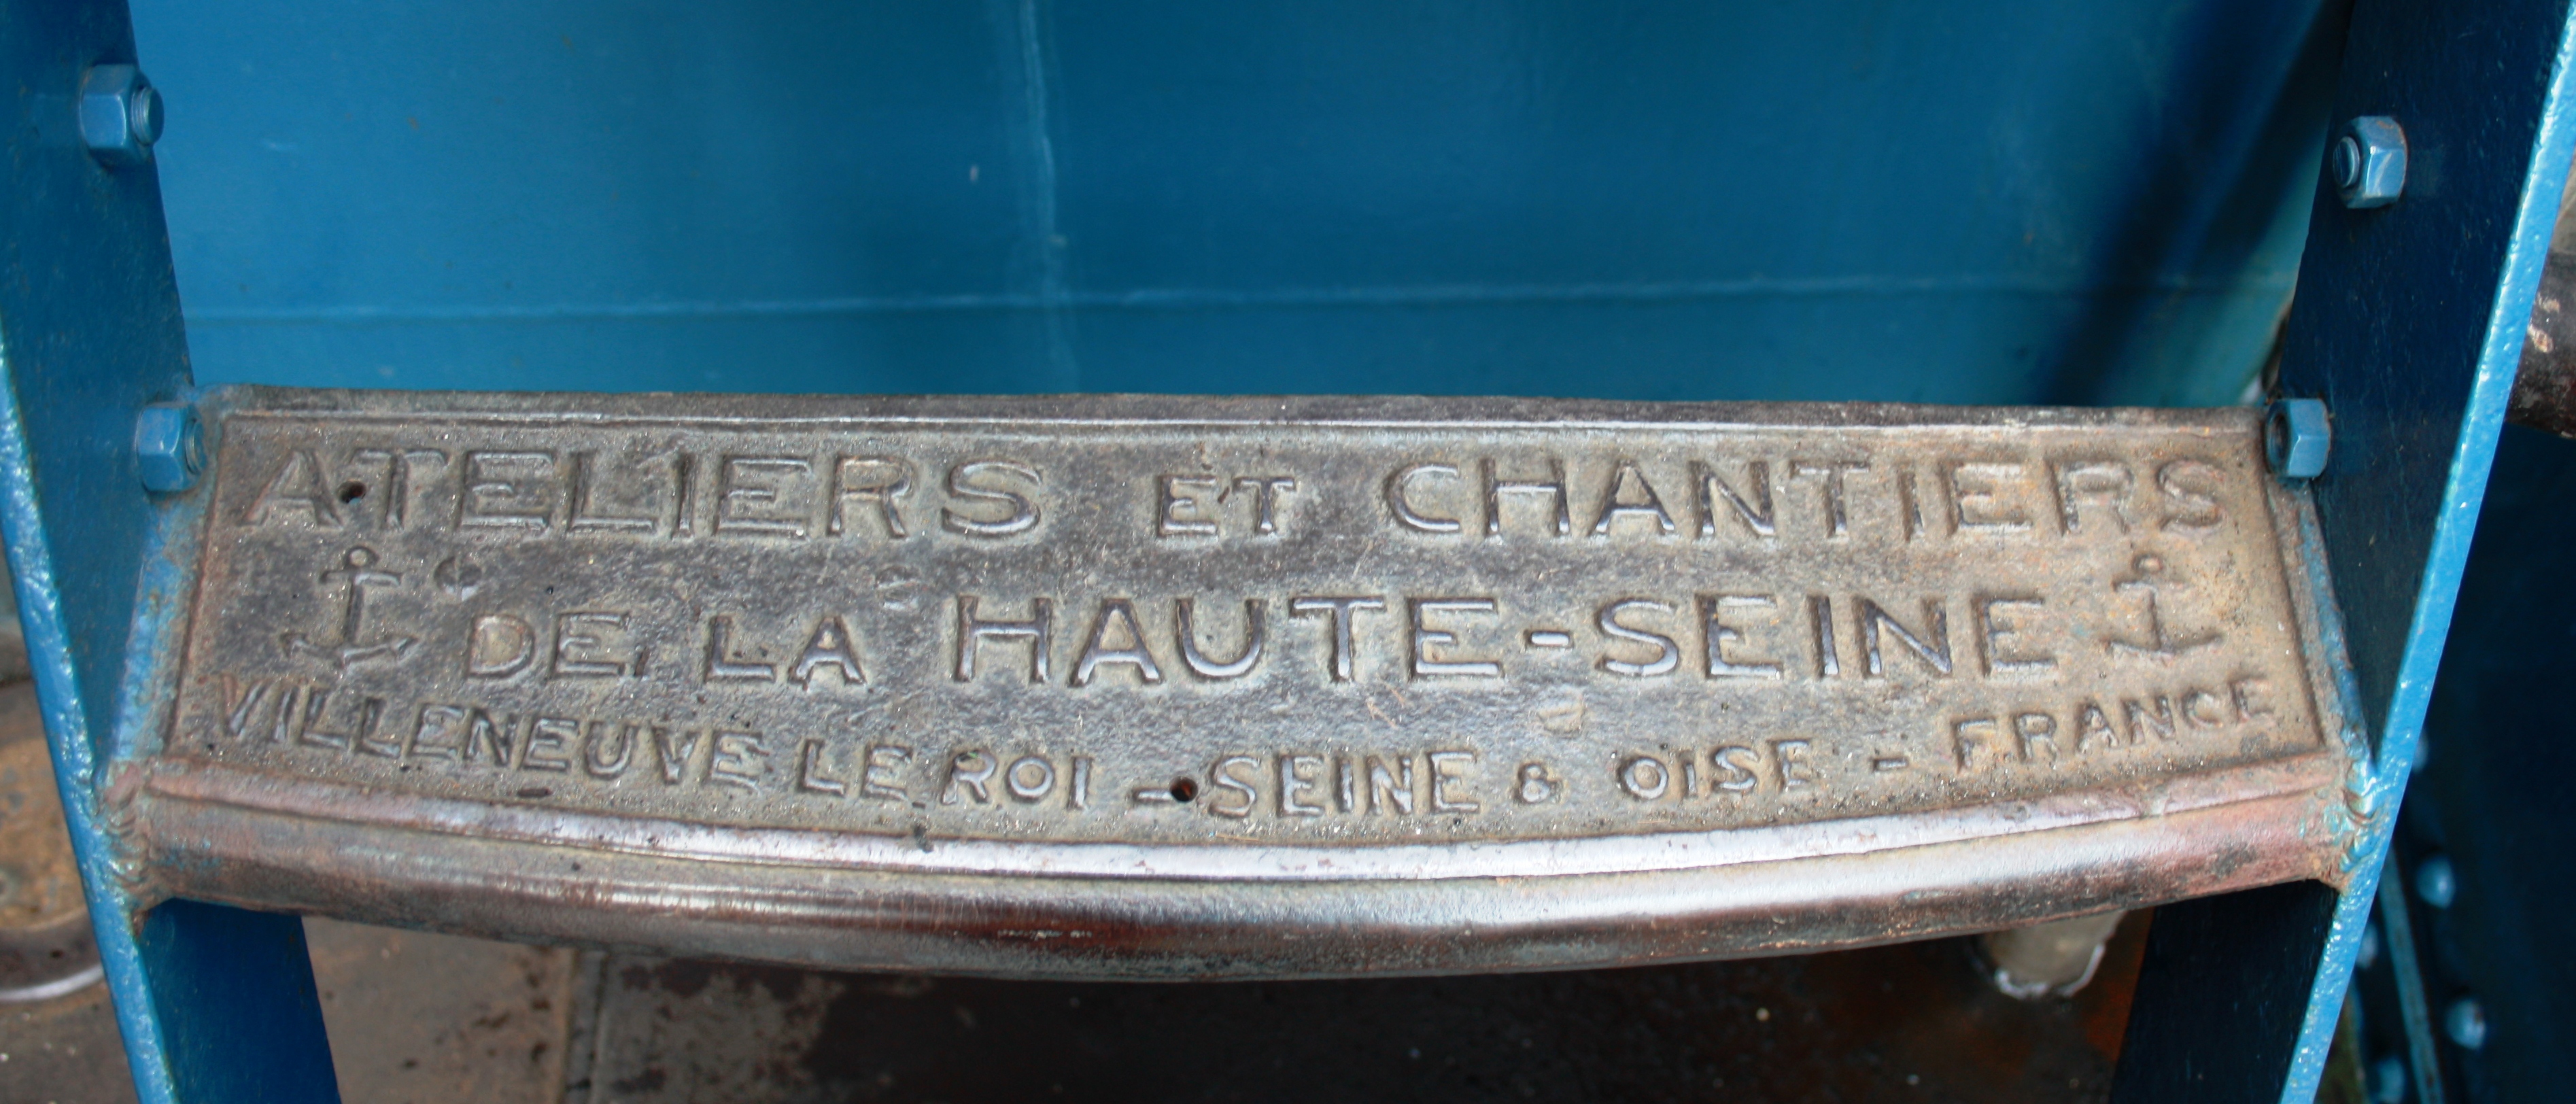 ATELIERS ET CHANTIERS
DE LA HAUTE-SEINE
VILLENEUVE LE ROI - SEINE & OISE - FRANCE